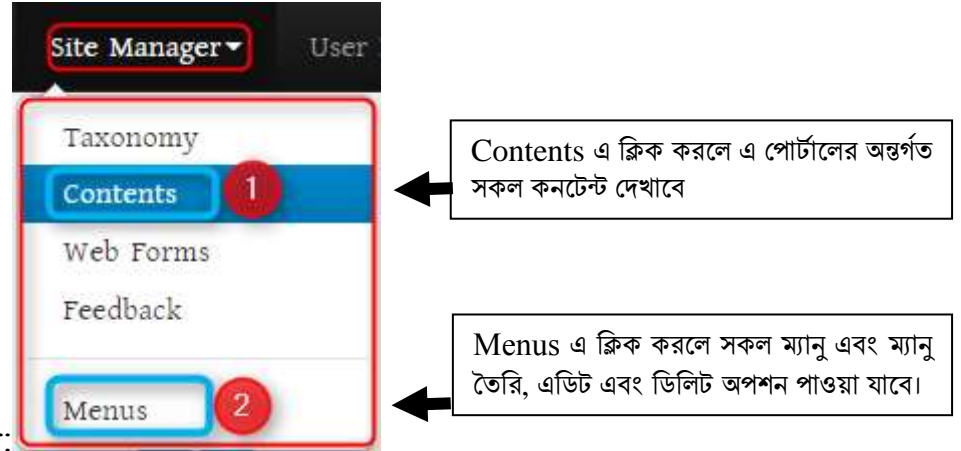 Site Manager
User
Taxonomy
Contents
1
Contents এ ক্লিক করলে এ পোর্টালের অন্তর্গত
সকল কনটেন্ট দেখাবে
Web Forms
Feedback
Menus
2
Menus এ ক্লিক করলে সকল ম্যানু এবং ম্যানু
তৈরি, এডিট এবং ডিলিট অপশন পাওয়া যাবে।